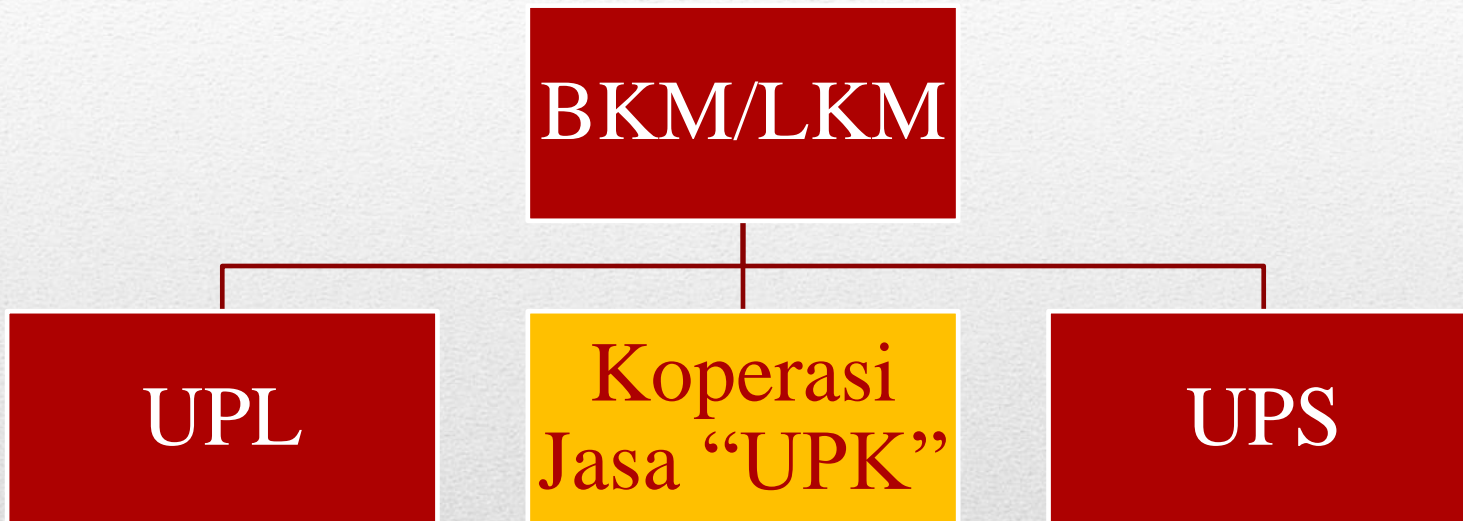 BKM/LKM
UPL
Koperasi
Jasa “UPK”
UPS